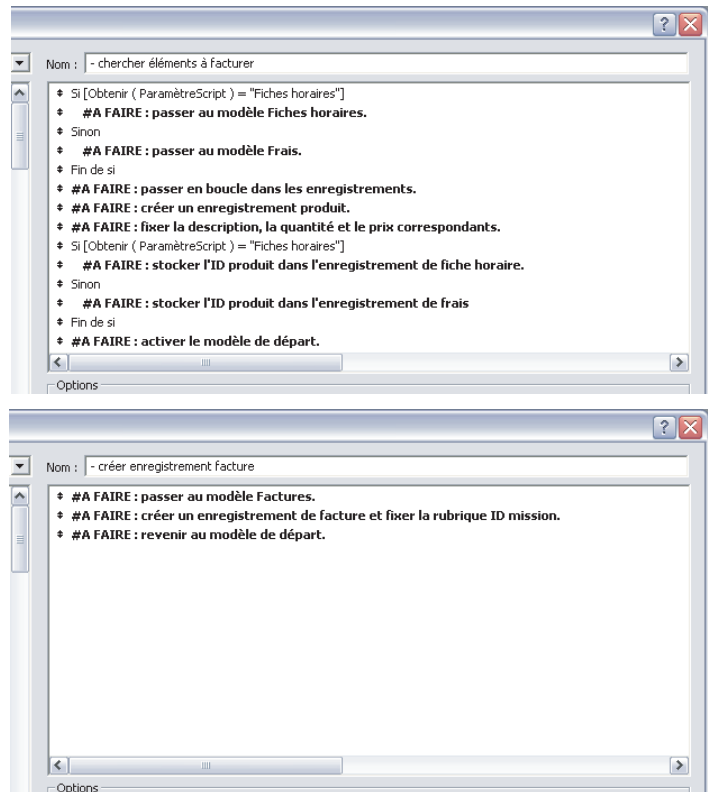 Nom : - chercher éléments à facturer
Si [Obtenir ( ParamètreScript ) = "Fiches horaires"]
#A FAIRE : passer au modèle Fiches horaires.
Sinon
#A FAIRE : passer au modèle Frais.
Fin de si
#A FAIRE : passer en boucle dans les enregistrements.
#A FAIRE : créer un enregistrement produit.
#A FAIRE : fixer la description, la quantité et le prix correspondants.
Si [Obtenir ( ParamètreScript ) = "Fiches horaires"]
#A FAIRE : stocker l'ID produit dans l'enregistrement de fiche horaire.
Sinon
#A FAIRE : stocker l'ID produit dans l'enregistrement de frais
Fin de si
#A FAIRE : activer le modèle de départ.
Options
Nom : - créer enregistrement facture
#A FAIRE : passer au modèle Factures.
#A FAIRE : créer un enregistrement de facture et fixer la rubrique ID mission.
#A FAIRE : revenir au modèle de départ.
Options